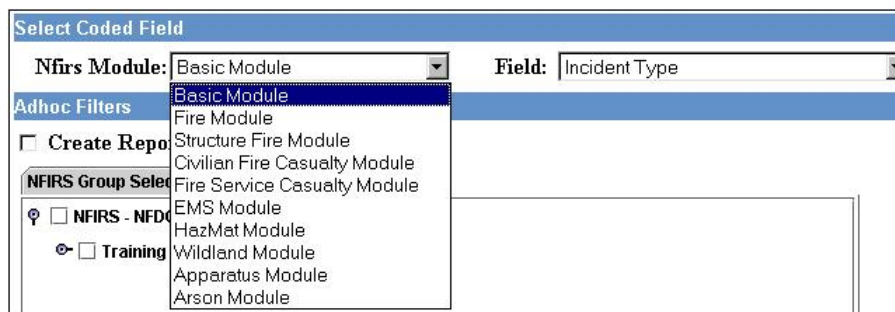 Select Coded Field
Nfirs Module: Basic Module Field: Incident Type
Basic Module
Adhoc Filters
Fire Module
Create Repo
Structure Fire Module
Civilian Fire Casualty Module
NFIRS Group Selec
Fire Service Casualty Module
EMS Module
NFIRS - NFD
HazMat Module
Training
Wildland Module
Apparatus Module
Arson Module